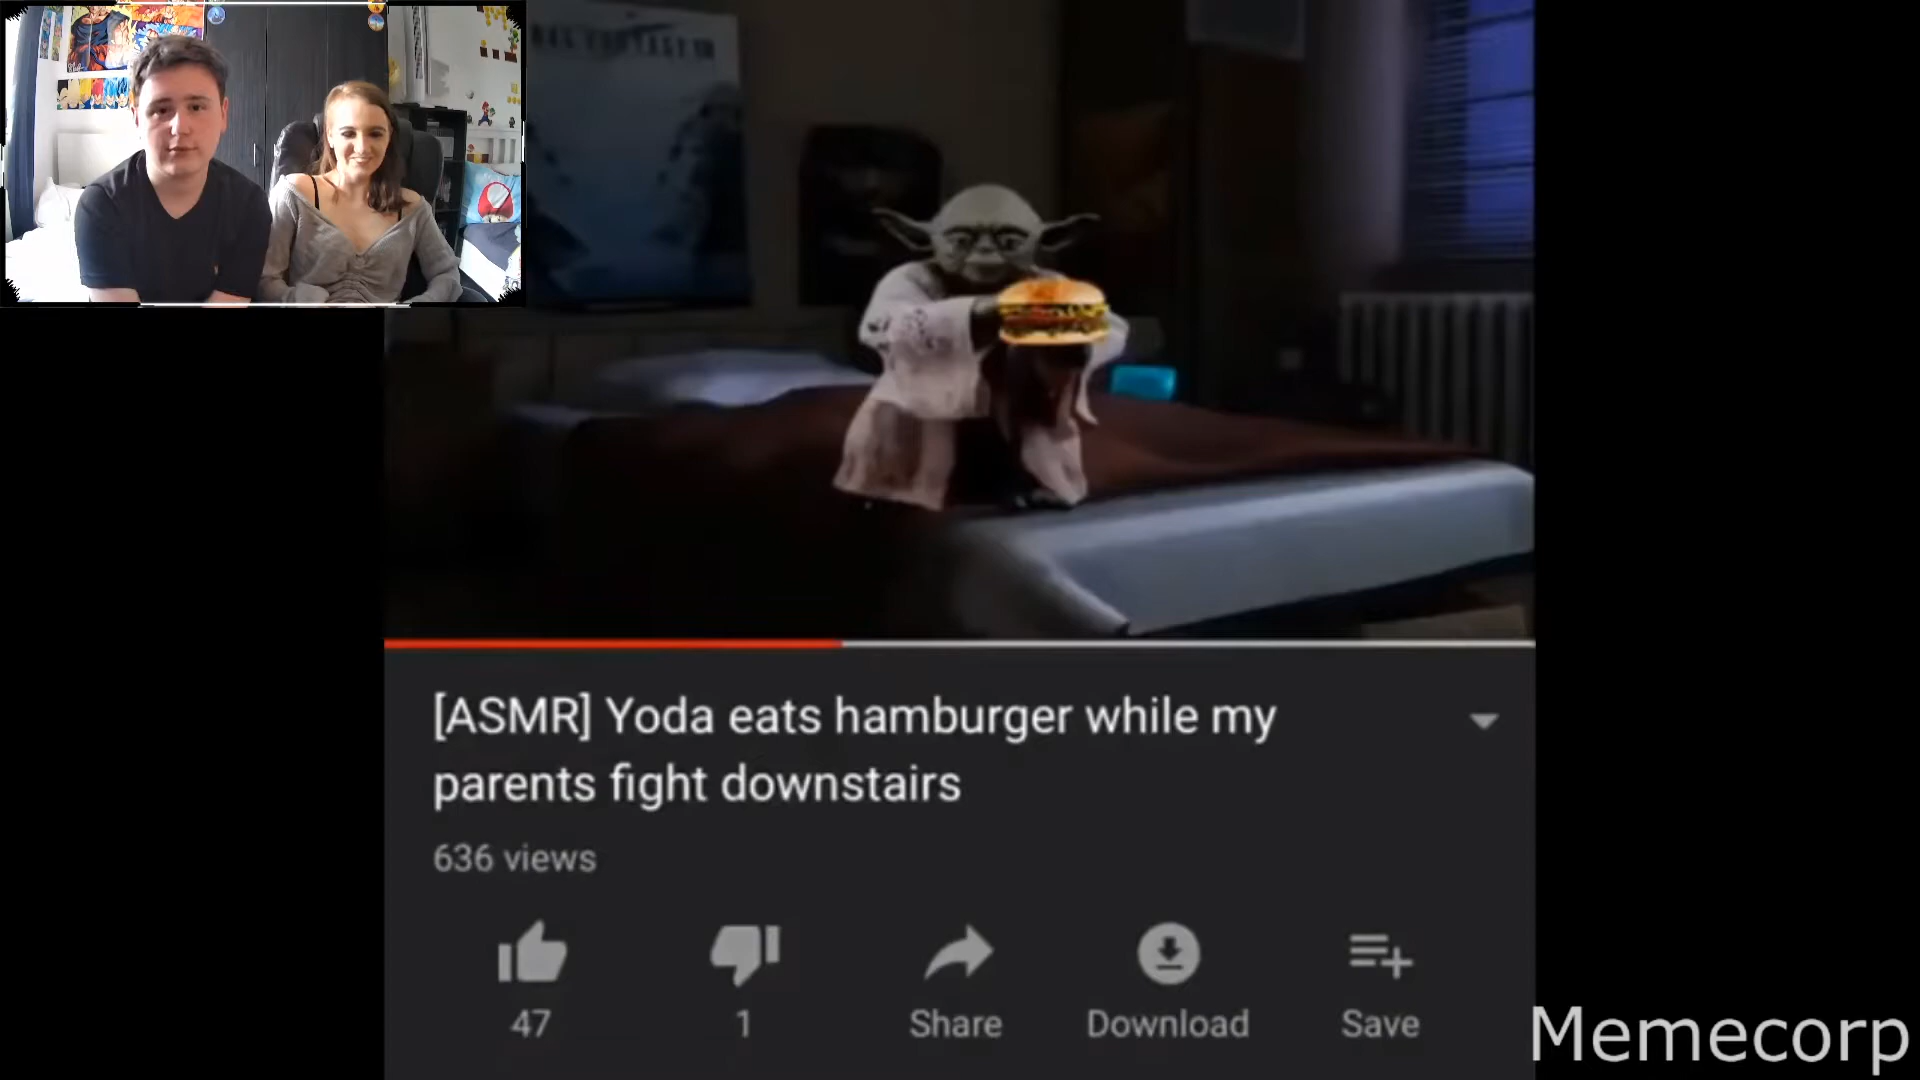 [ASMR] Yoda eats hamburger while my
parents fight downstairs
636 views
47
1
Share
Download
Save
Memecorp